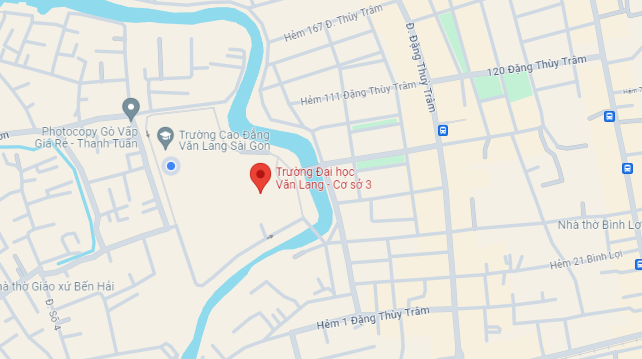 Hẻm 167 Đ. Thùy Trâm
Đ. Đặng Thùy Trâm
120 Đặng Thùy Trâm
Hẻm 111 Đặng Thùy Trâm
Photocopy Gò Vấp
Giá Rẻ - Thanh Tuấn
Trường Cao Đẳng
Văn Lang Sài Gòn
Trường Đại học
Văn Lang - Cơ sở 3
Nhà thờ Bình Lợ
Hẻm 21 Bình Lợi
hà thờ Giáo xứ Bến Hải
Đ. Số 4
Hẻm 1 Đặng Thùy Trâm